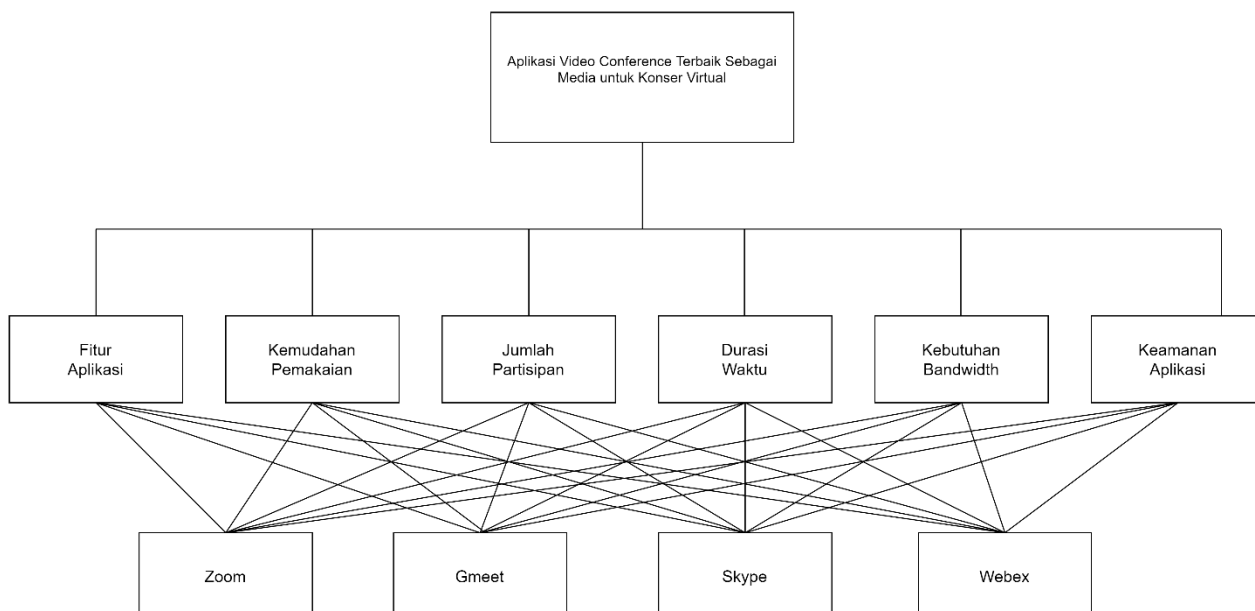 Aplikasi Video Conference Terbaik Sebagai
Media untuk Konser Virtual
Fitur
Aplikasi
Kemudahan
Pemakaian
Jumlah
Partisipan
Durasi
Waktu
Kebutuhan
Bandwidth
Keamanan
Aplikasi
Zoom
Gmeet
Skype
Webex